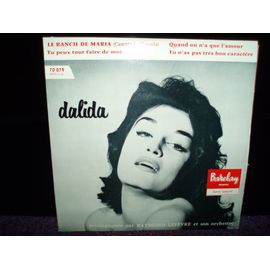 LE RANCH DE MARIA
Quand on n'a que l'amour
Tu peux tout faire de moi
Tu n'as pas très bon caractère
70 079
dalida
Barclay
accompagnée par RAYMOND LEFÈVRE et son orchestre